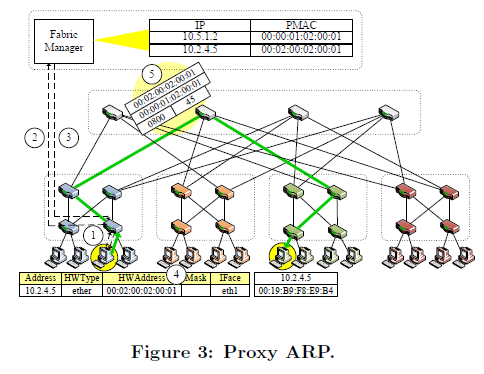 Fabric
Manager
IP PMAC
10.5.1.2 00:00:01:02:00:01
10.2.4.5 00:02:00:02:00:01
5
00:02:00:02:00:01
00:00:01:02:00:01
0800 45
2
3
1
4
Address HWType HWAddress Mask IFace
10.2.4.5 ether 00:02:00:02:00:01 eth1
10.2.4.5
00:19:B9:F8:E9:B4
Figure 3: Proxy ARP.